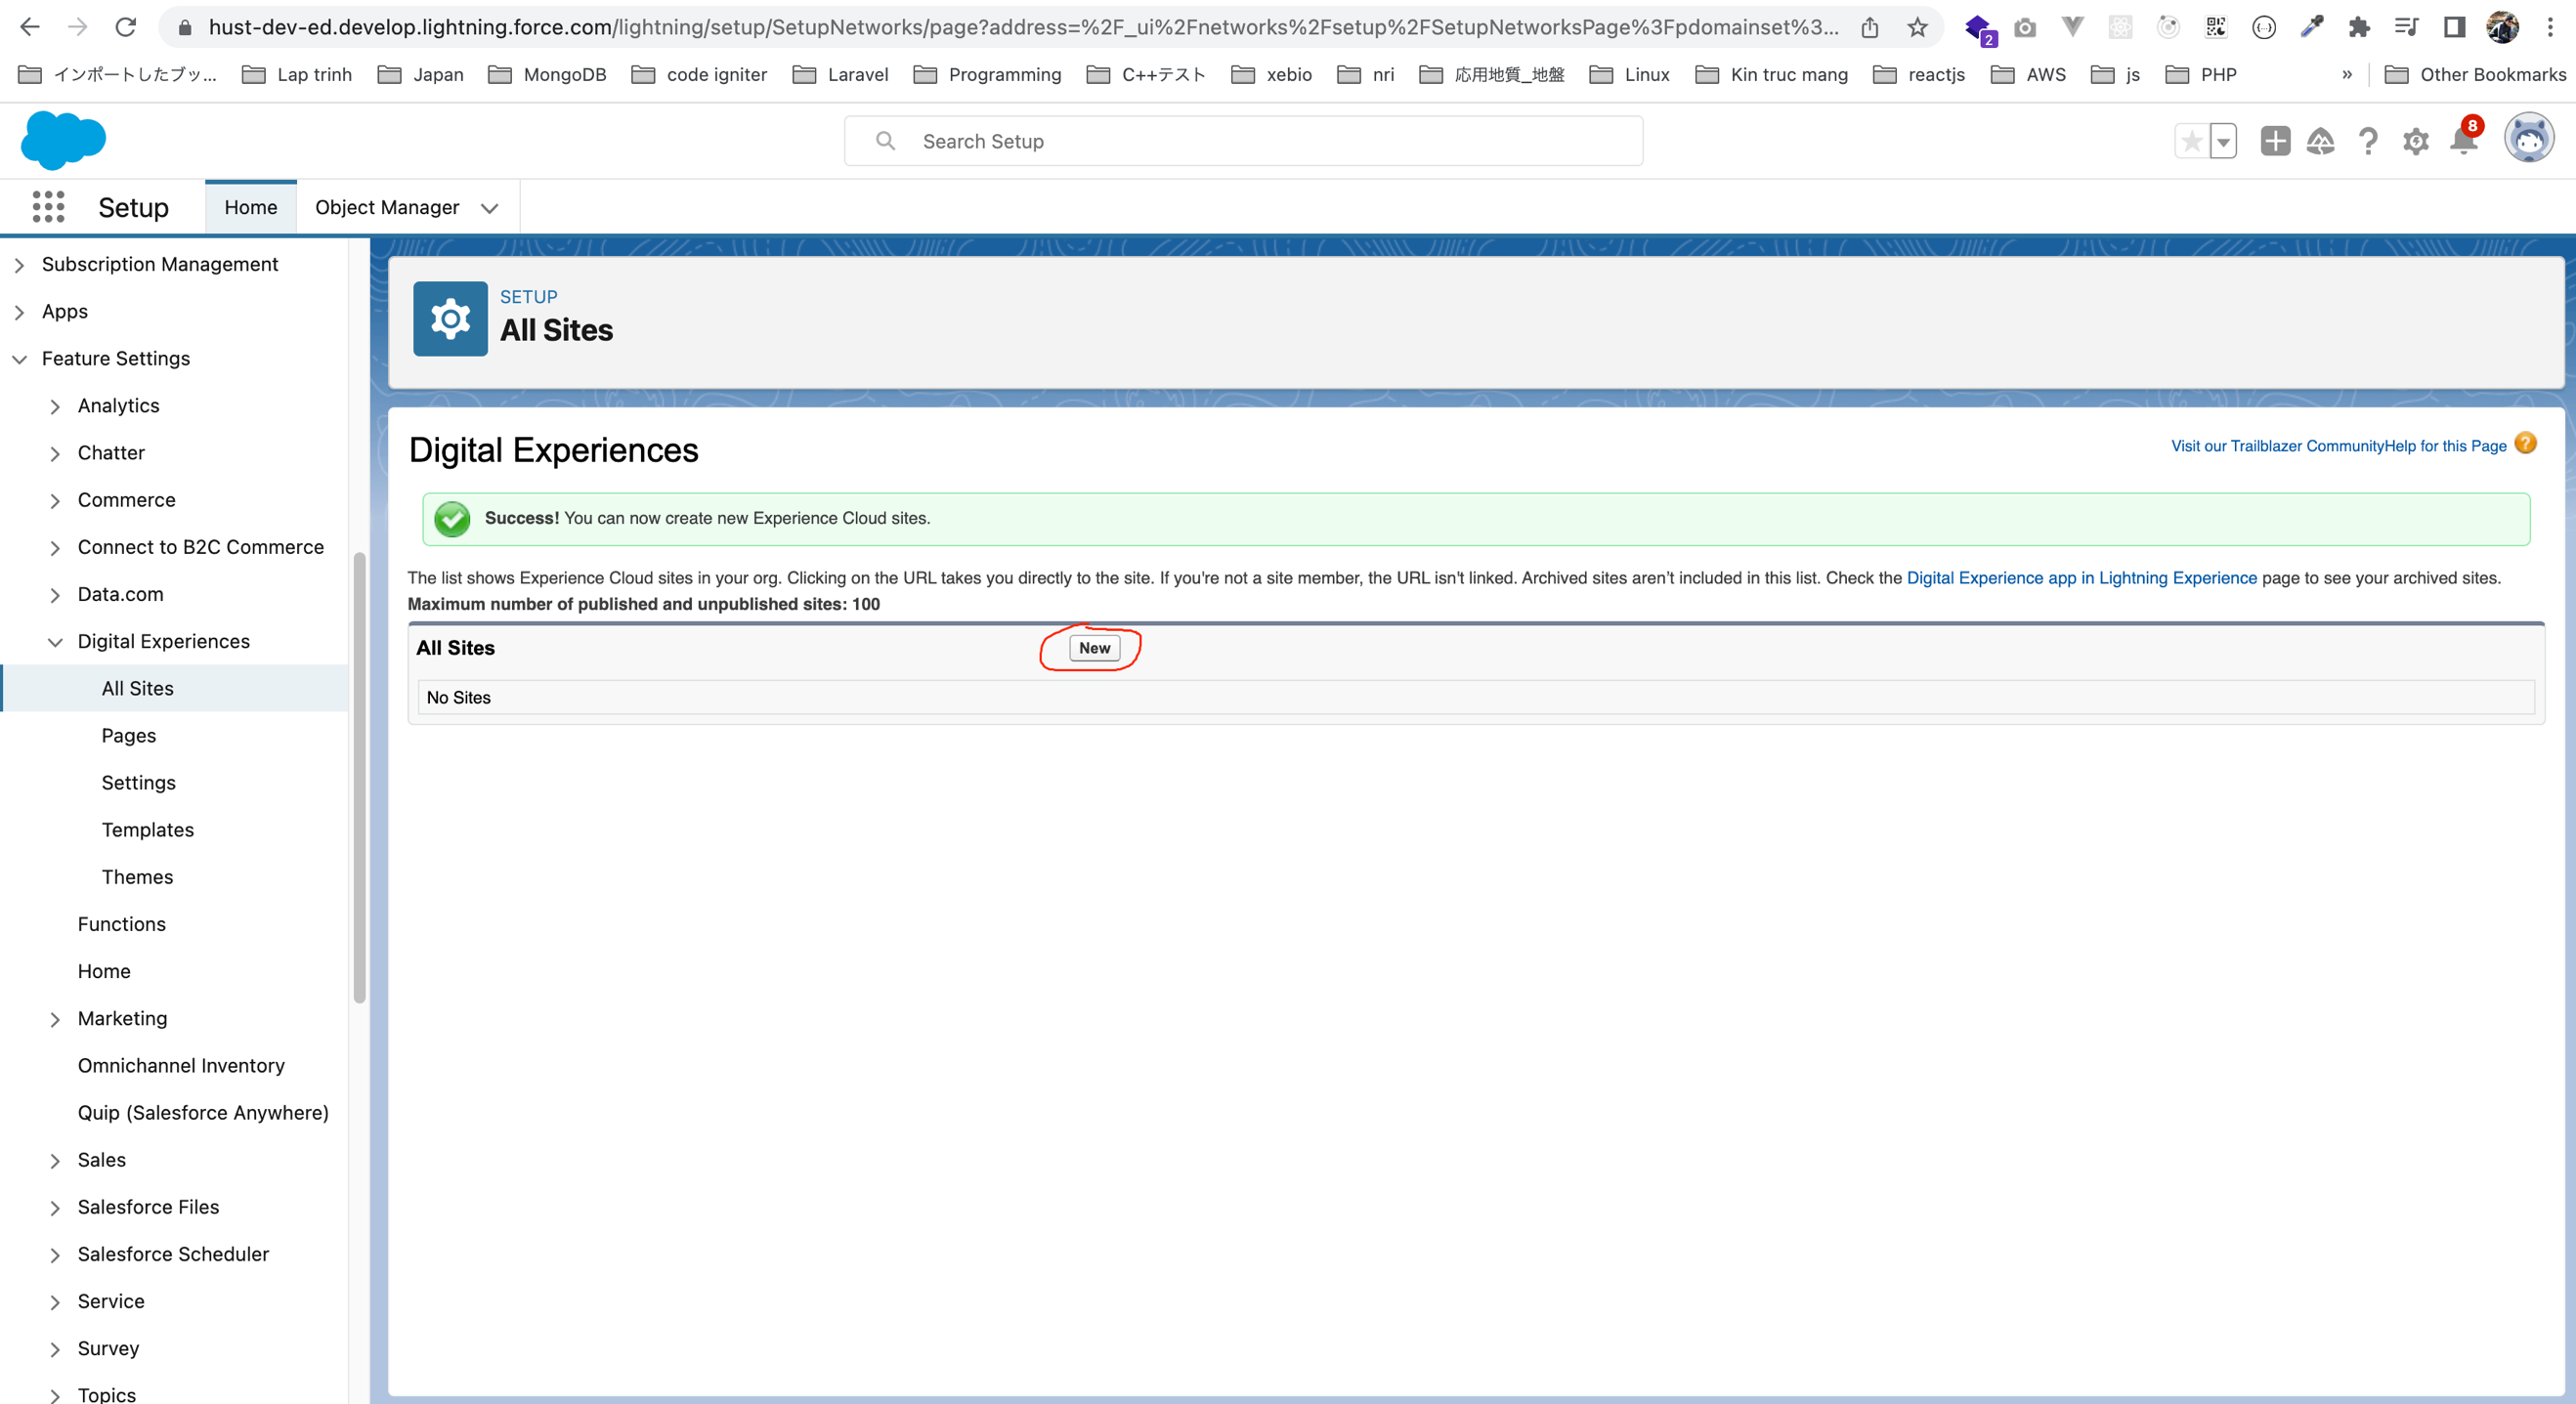 hust-dev-ed.develop.lightning.force.com/lightning/setup/SetupNetworks/page?address=%2F_ui%2Fnetworks%2Fsetup%2FSetupNetworksPage%3Fpdomainset%3...
2
インポートしたブッ... Lap trinh Japan MongoDB code igniter Laravel Programming C++テスト xebio nri 応用地質_地盤 Linux Kin truc mang reactjs AWS js PHP » Other Bookmarks
Search Setup
8
Setup Home Object Manager
Subscription Management
Apps
Feature Settings
Analytics
Chatter
Commerce
Connect to B2C Commerce
Data.com
Digital Experiences
All Sites
Pages
Settings
Templates
Themes
Functions
Home
Marketing
Omnichannel Inventory
Quip (Salesforce Anywhere)
Sales
Salesforce Files
Salesforce Scheduler
Service
Survey
Topics
SETUP
All Sites
Digital Experiences
Visit our Trailblazer CommunityHelp for this Page ?
Success! You can now create new Experience Cloud sites.
The list shows Experience Cloud sites in your org. Clicking on the URL takes you directly to the site. If you're not a site member, the URL isn't linked. Archived sites aren't included in this list. Check the Digital Experience app in Lightning Experience page to see your archived sites.
Maximum number of published and unpublished sites: 100
All Sites New
No Sites